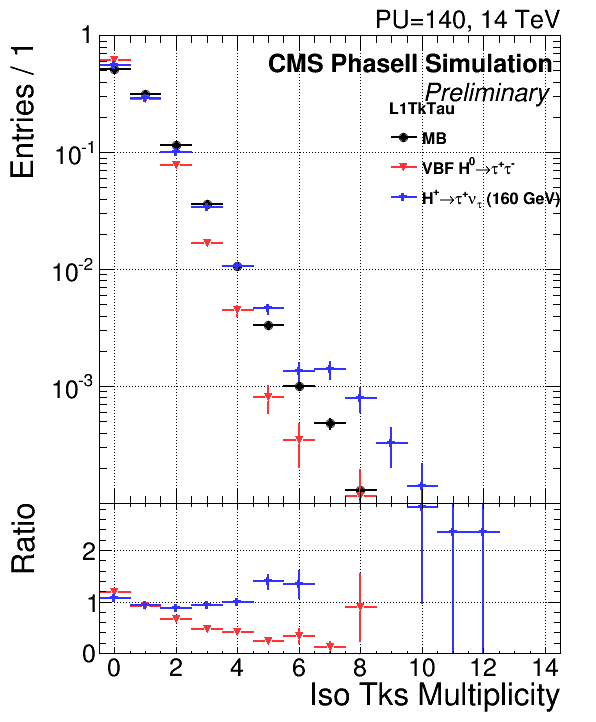 PU=140, 14 TeV
CMS PhaseII Simulation
Preliminary
L1TkTau
MB
VBF H⁰→τ⁺τ⁻
H⁺→τ⁺ν_τ (160 GeV)
Entries / 1
1
10⁻¹
10⁻²
10⁻³
Ratio
2
1
0
0 2 4 6 8 10 12 14
Iso Tks Multiplicity